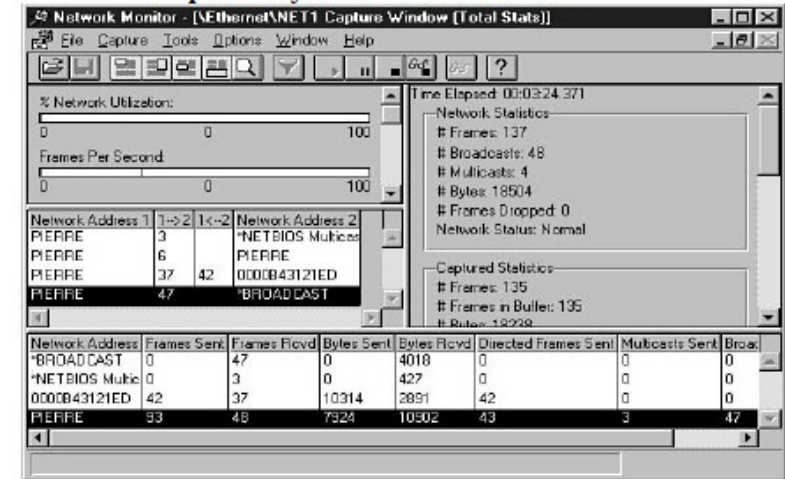 Network Monitor - [\Ethernet\NET1 Capture Window (Total Stats)]
File Capture Tools Options Window Help
% Network Utilization:
0 0 100
Frames Per Second:
0 0 100
Time Elapsed: 00:03:24.371
Network Statistics
# Frames: 137
# Broadcasts: 48
# Multicasts: 4
# Bytes: 18504
# Frames Dropped: 0
Network Status: Normal
Captured Statistics
# Frames: 135
# Frames in Buffer: 135
# Bytes: 18238
Network Address 1 1-->2 1<--2 Network Address 2
PIERRE 3 *NETBIOS Multicas
PIERRE 6 PIERRE
PIERRE 37 42 0000B43121ED
PIERRE 47 *BROADCAST
Network Address Frames Sent Frames Rcvd Bytes Sent Bytes Rcvd Directed Frames Sent Multicasts Sent Broac
*BROADCAST 0 47 0 4018 0 0 0
*NETBIOS Multic 0 3 0 427 0 0 0
0000B43121ED 42 37 10314 2891 42 0 0
PIERRE 93 48 7924 10902 43 3 47